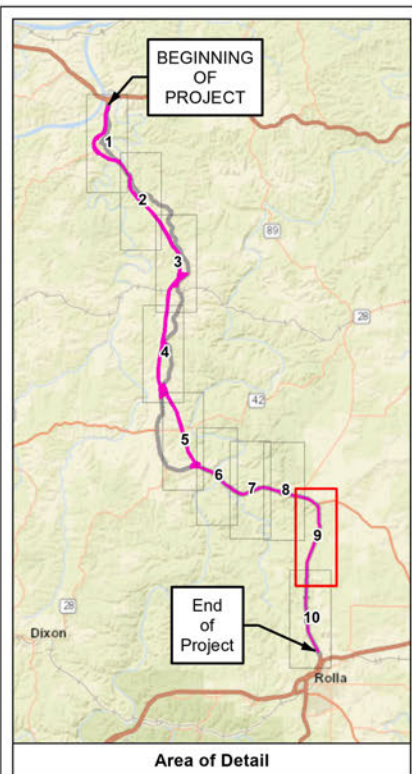 BEGINNING
OF
PROJECT
1
2
89
3
28
4
42
5
6
7
8
9
10
End
of
Project
28
Dixon
Rolla
Area of Detail